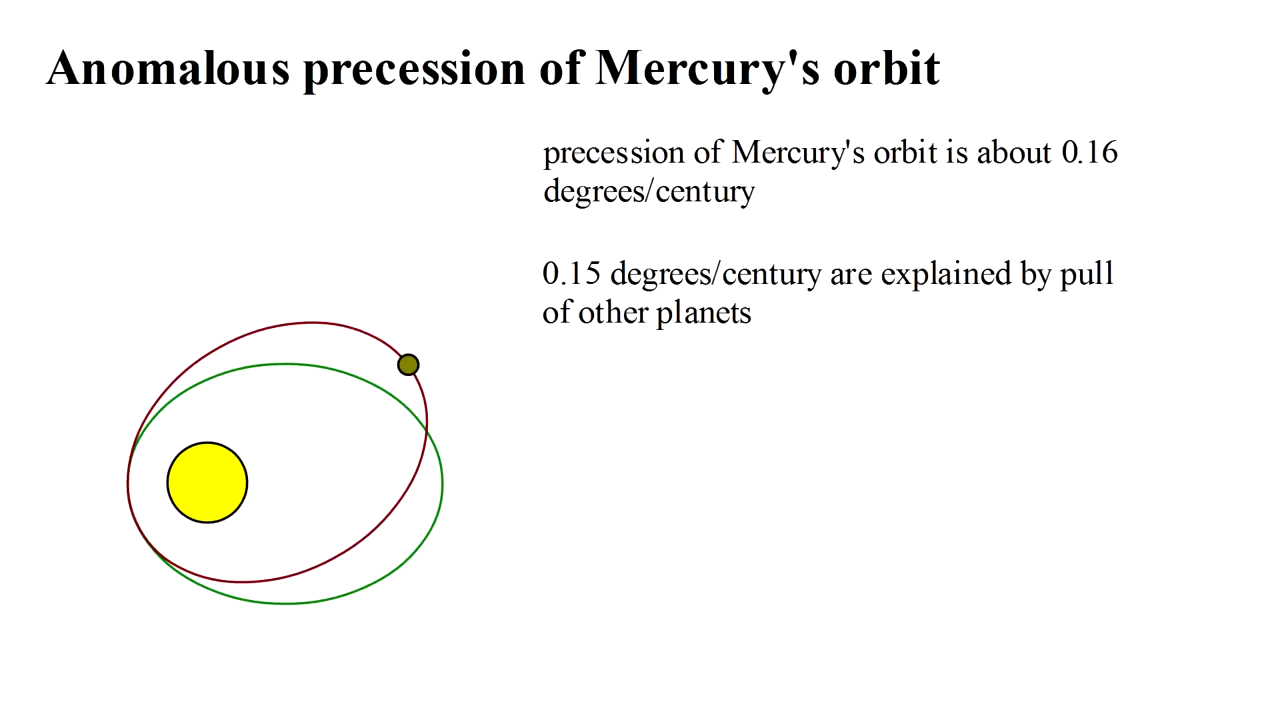 Anomalous precession of Mercury's orbit
precession of Mercury's orbit is about 0.16
degrees/century
0.15 degrees/century are explained by pull
of other planets